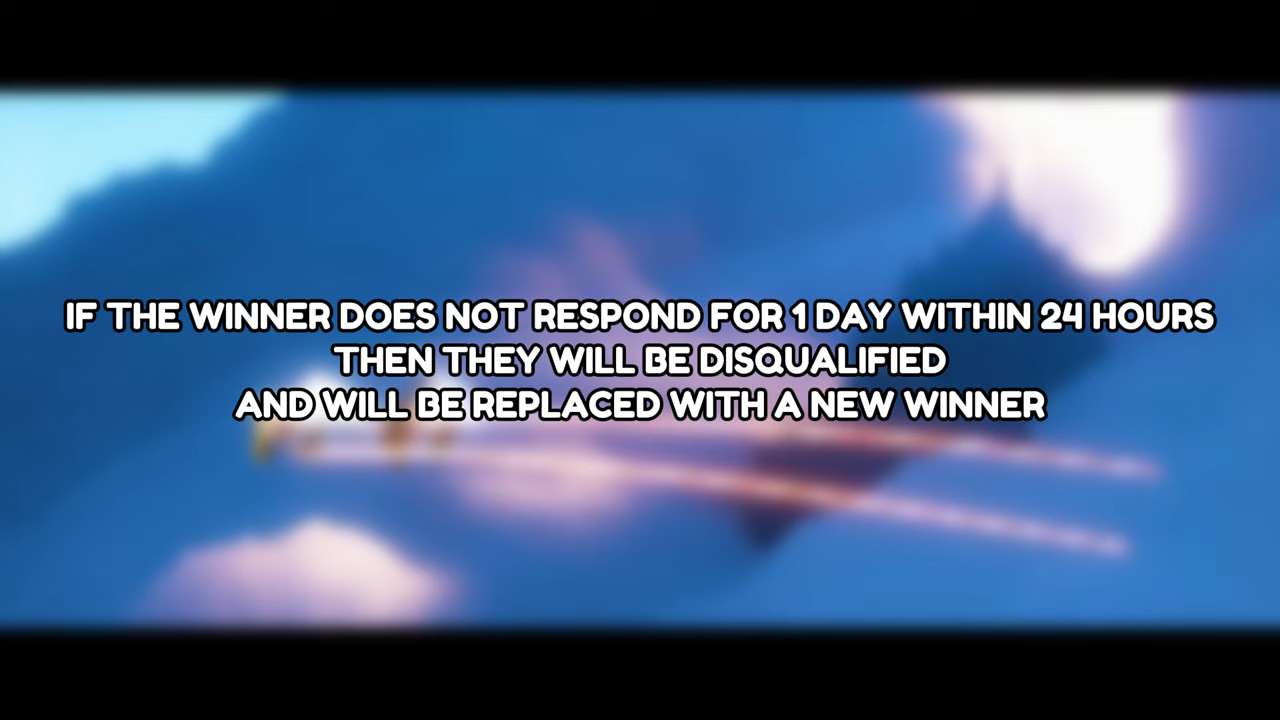 IF THE WINNER DOES NOT RESPOND FOR 1 DAY WITHIN 24 HOURS
THEN THEY WILL BE DISQUALIFIED
AND WILL BE REPLACED WITH A NEW WINNER